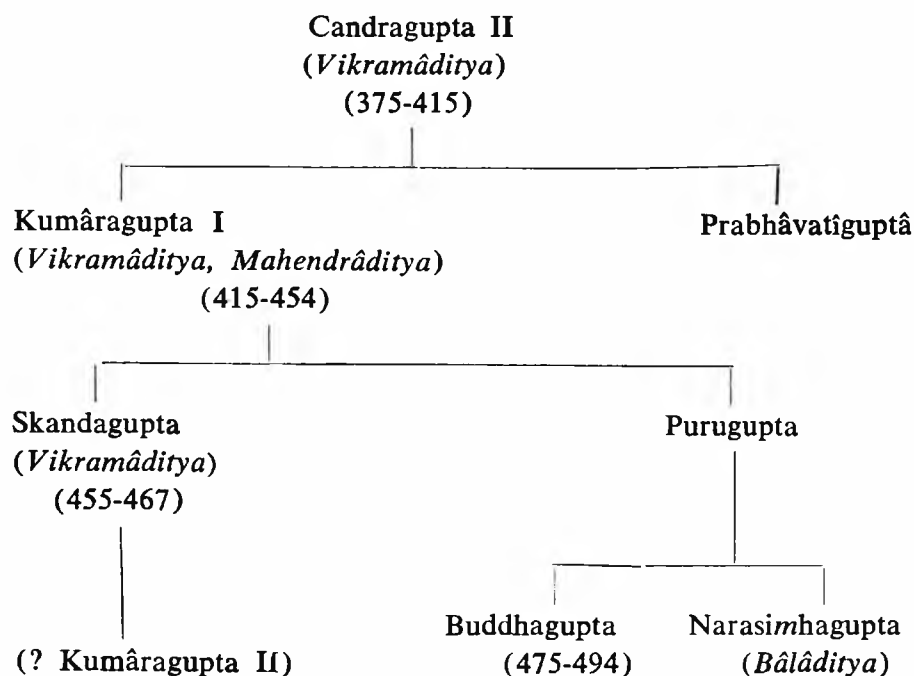 Candragupta II
(Vikramâditya)
(375-415)
Kumâragupta I
(Vikramâditya, Mahendrâditya)
(415-454)
Prabhâvatîguptâ
Skandagupta
(Vikramâditya)
(455-467)
Purugupta
(? Kumâragupta II)
Buddhagupta
(475-494)
Narasimhagupta
(Bâlâditya)